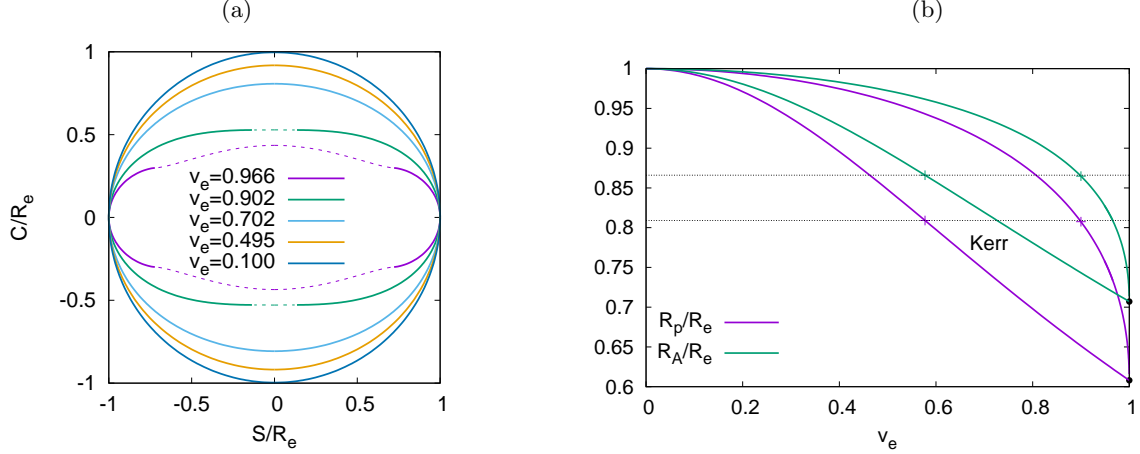 (a)
C/R_e
1
0.5
0
-0.5
-1
v_e=0.966
v_e=0.902
v_e=0.702
v_e=0.495
v_e=0.100
-1 -0.5 0 0.5 1
S/R_e
(b)
1
0.95
0.9
0.85
0.8
0.75
0.7
0.65
0.6
Kerr
R_p/R_e
R_A/R_e
0 0.2 0.4 0.6 0.8 1
v_e